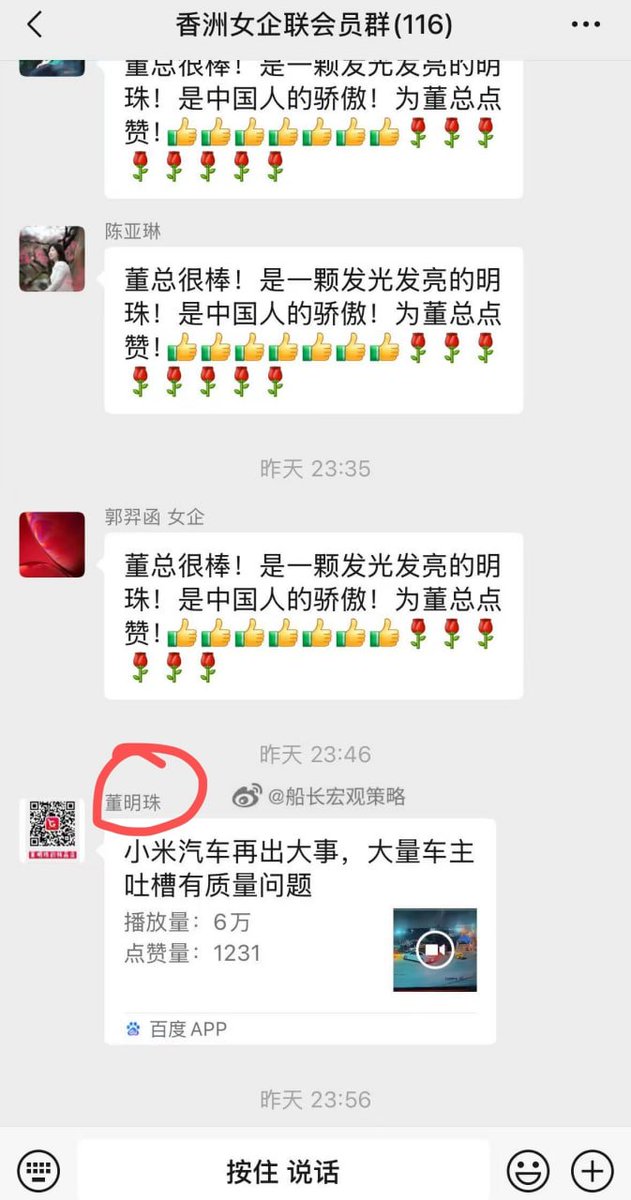 香洲女企联会员群(116)
董总很棒！是一颗发光发亮的明
珠！是中国人的骄傲！为董总点
赞！👍👍👍👍👍👍👍🌹🌹🌹
🌹🌹🌹🌹🌹
陈亚琳
董总很棒！是一颗发光发亮的明
珠！是中国人的骄傲！为董总点
赞！👍👍👍👍👍👍👍🌹🌹🌹
🌹🌹🌹🌹🌹
昨天 23:35
郭羿函 女企
董总很棒！是一颗发光发亮的明
珠！是中国人的骄傲！为董总点
赞！👍👍👍👍👍👍👍🌹🌹🌹
🌹🌹🌹
昨天 23:46
董明珠
@船长宏观策略
小米汽车再出大事，大量车主
吐槽有质量问题
播放量：6万
点赞量：1231
百度APP
昨天 23:56
按住 说话